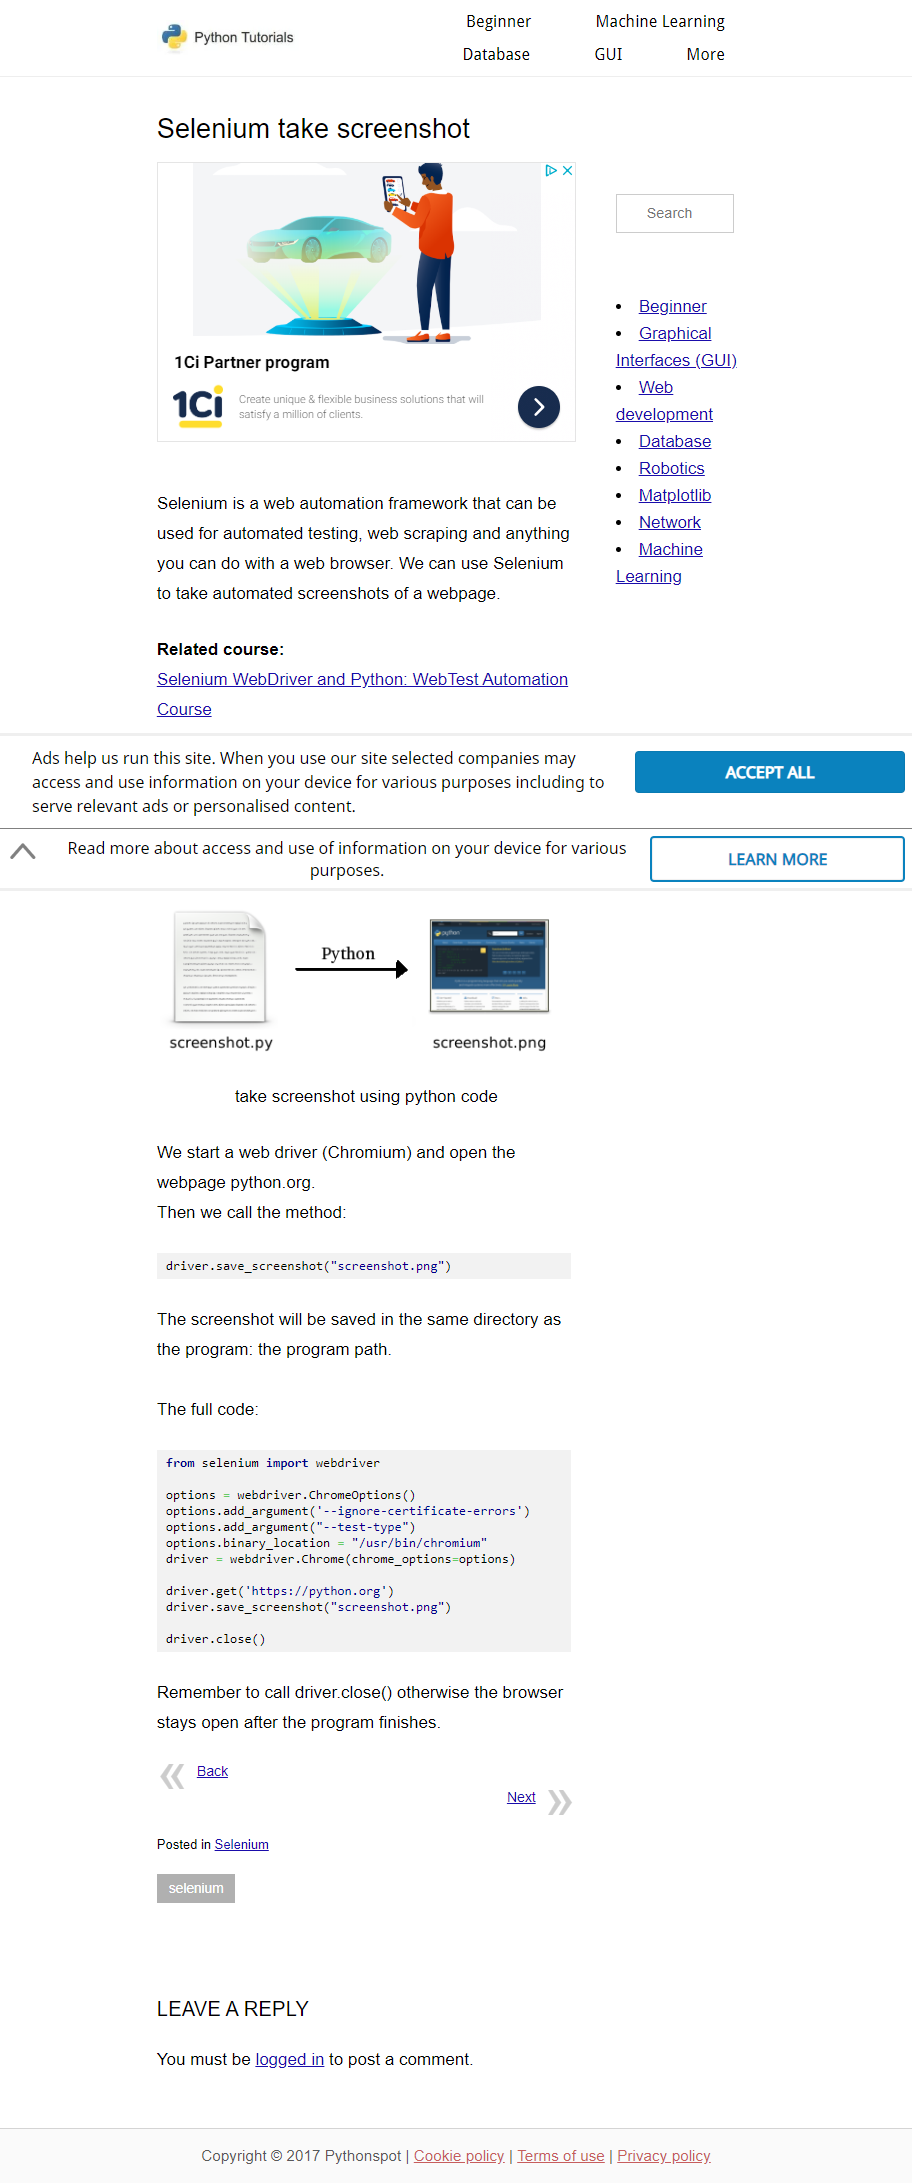 Python Tutorials
Beginner
Machine Learning
Database
GUI
More
Selenium take screenshot
1Ci Partner program
1Ci
Create unique & flexible business solutions that will
satisfy a million of clients.
Search
Beginner
Graphical
Interfaces (GUI)
Web
development
Database
Robotics
Matplotlib
Network
Machine
Learning
Selenium is a web automation framework that can be
used for automated testing, web scraping and anything
you can do with a web browser. We can use Selenium
to take automated screenshots of a webpage.
Related course:
Selenium WebDriver and Python: WebTest Automation
Course
Ads help us run this site. When you use our site selected companies may
access and use information on your device for various purposes including to
serve relevant ads or personalised content.
ACCEPT ALL
Read more about access and use of information on your device for various
purposes.
LEARN MORE
Python
python
screenshot.py
screenshot.png
take screenshot using python code
We start a web driver (Chromium) and open the
webpage python.org.
Then we call the method:
driver.save_screenshot("screenshot.png")
The screenshot will be saved in the same directory as
the program: the program path.
The full code:
from selenium import webdriver
options = webdriver.ChromeOptions()
options.add_argument('--ignore-certificate-errors')
options.add_argument("--test-type")
options.binary_location = "/usr/bin/chromium"
driver = webdriver.Chrome(chrome_options=options)
driver.get('https://python.org')
driver.save_screenshot("screenshot.png")
driver.close()
Remember to call driver.close() otherwise the browser
stays open after the program finishes.
Back
Next
Posted in Selenium
selenium
LEAVE A REPLY
You must be logged in to post a comment.
Copyright © 2017 Pythonspot | Cookie policy | Terms of use | Privacy policy